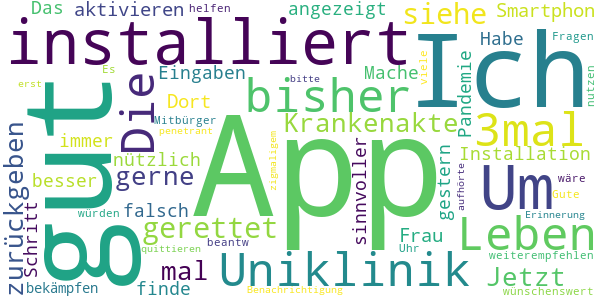 Das
aktivieren
helfen
angezeigt
siehe
Smartphon
installiert
Ich
Habe
Fragen
erst
Es
Eingaben
bitte
Mache
Pandemie
viele
nutzen
gut
Die
Dort
bisher
Mitbürger
penetrant
App
zigmaligem
Krankenakte
3mal
immer
nützlich
gestern
Installation
besser
gerne
sinnvoller
aufhörte
Um
wäre
zurückgeben
Schritt
würden
falsch
gerettet
Frau
Leben
Gute
Erinnerung
quittieren
beantw
Uhr
weiterempfehlen
mal
Uniklinik
Jetzt
bekämpfen
finde
Benachrichtigung
wünschenswert